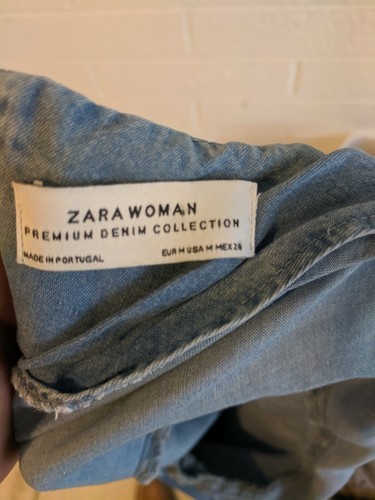 ZARA WOMAN
PREMIUM DENIM COLLECTION
MADE IN PORTUGAL EUR M USA M MEX 28